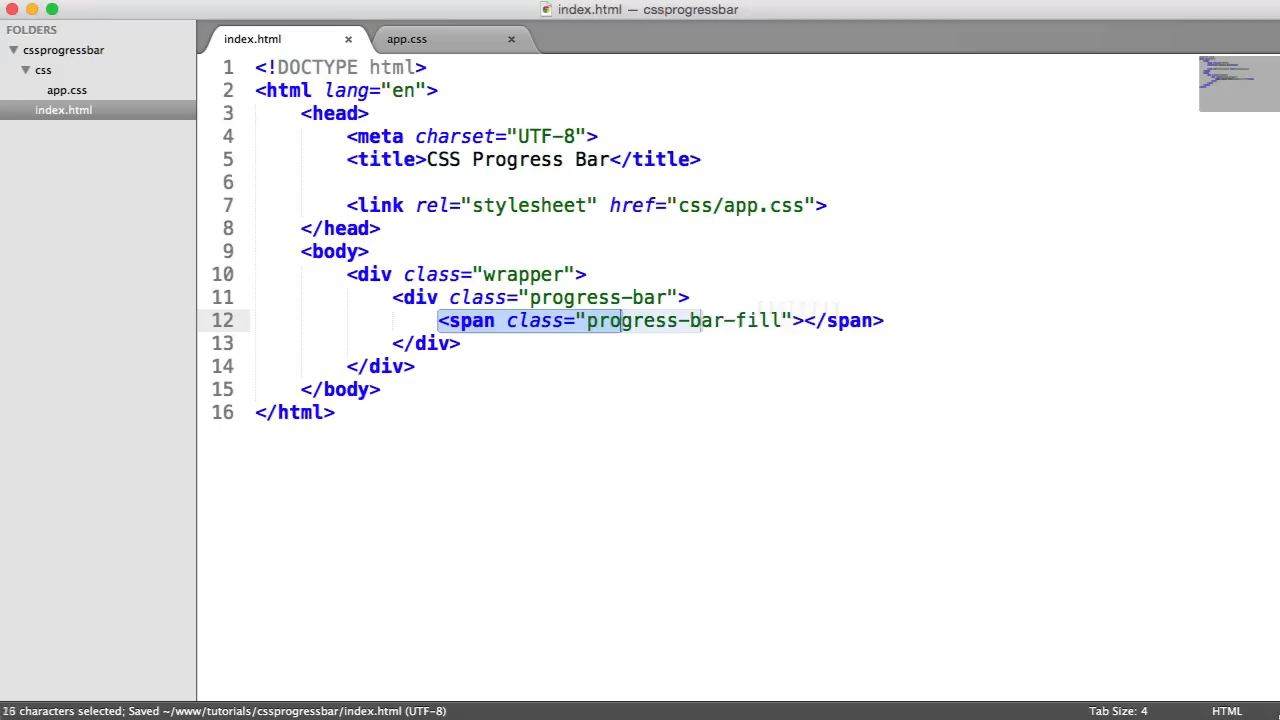 index.html — cssprogressbar
FOLDERS
cssprogressbar
css
app.css
index.html
index.html ×
app.css ×
1 <!DOCTYPE html>
2 <html lang="en">
3 <head>
4 <meta charset="UTF-8">
5 <title>CSS Progress Bar</title>
6
7 <link rel="stylesheet" href="css/app.css">
8 </head>
9 <body>
10 <div class="wrapper">
11 <div class="progress-bar">
12 <span class="progress-bar-fill"></span>
13 </div>
14 </div>
15 </body>
16 </html>
characters selected; Saved ~/www/tutorials/cssprogressbar/index.html (UTF-8)
Tab Size: 4
HTML